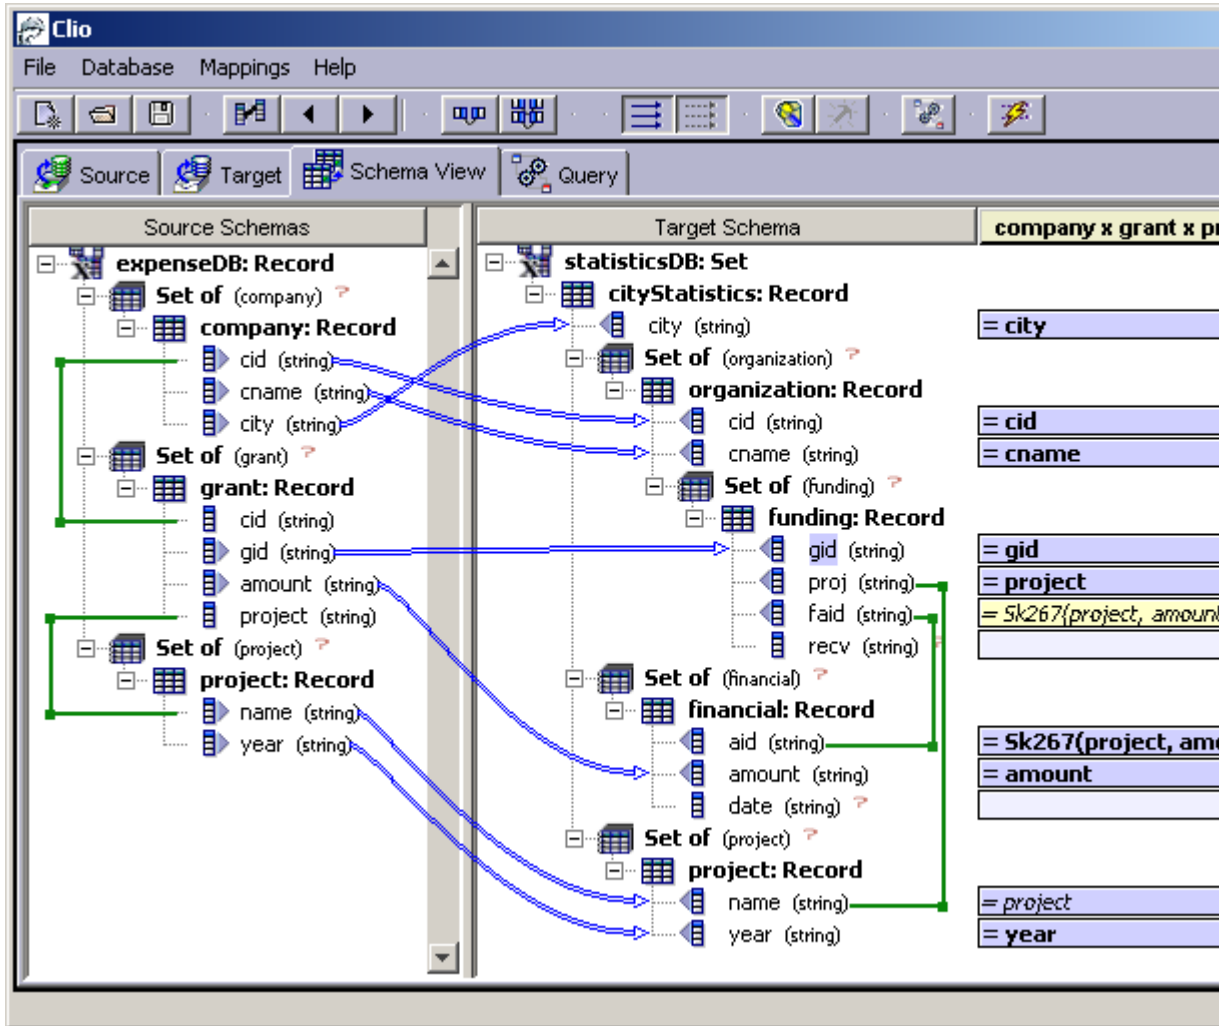 Clio
File Database Mappings Help
Source Target Schema View Query
Source Schemas
expenseDB: Record
Set of (company) ?
company: Record
cid (string)
cname (string)
city (string)
Set of (grant) ?
grant: Record
cid (string)
gid (string)
amount (string)
project (string)
Set of (project) ?
project: Record
name (string)
year (string)
Target Schema
statisticsDB: Set
cityStatistics: Record
city (string)
Set of (organization) ?
organization: Record
cid (string)
cname (string)
Set of (funding) ?
funding: Record
gid (string)
proj (string)
faid (string)
recv (string) ?
Set of (financial) ?
financial: Record
aid (string)
amount (string)
date (string) ?
Set of (project) ?
project: Record
name (string)
year (string)
company x grant x pr
= city
= cid
= cname
= gid
= project
= Sk267(project, amount
= Sk267(project, amo
= amount
= project
= year